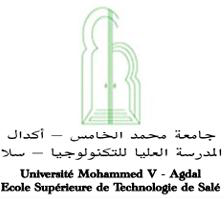 جامعة محمد الخامس – أكدال
المدرسة العليا للتكنولوجيا – سلا
Université Mohammed V - Agdal
Ecole Supérieure de Technologie de Salé